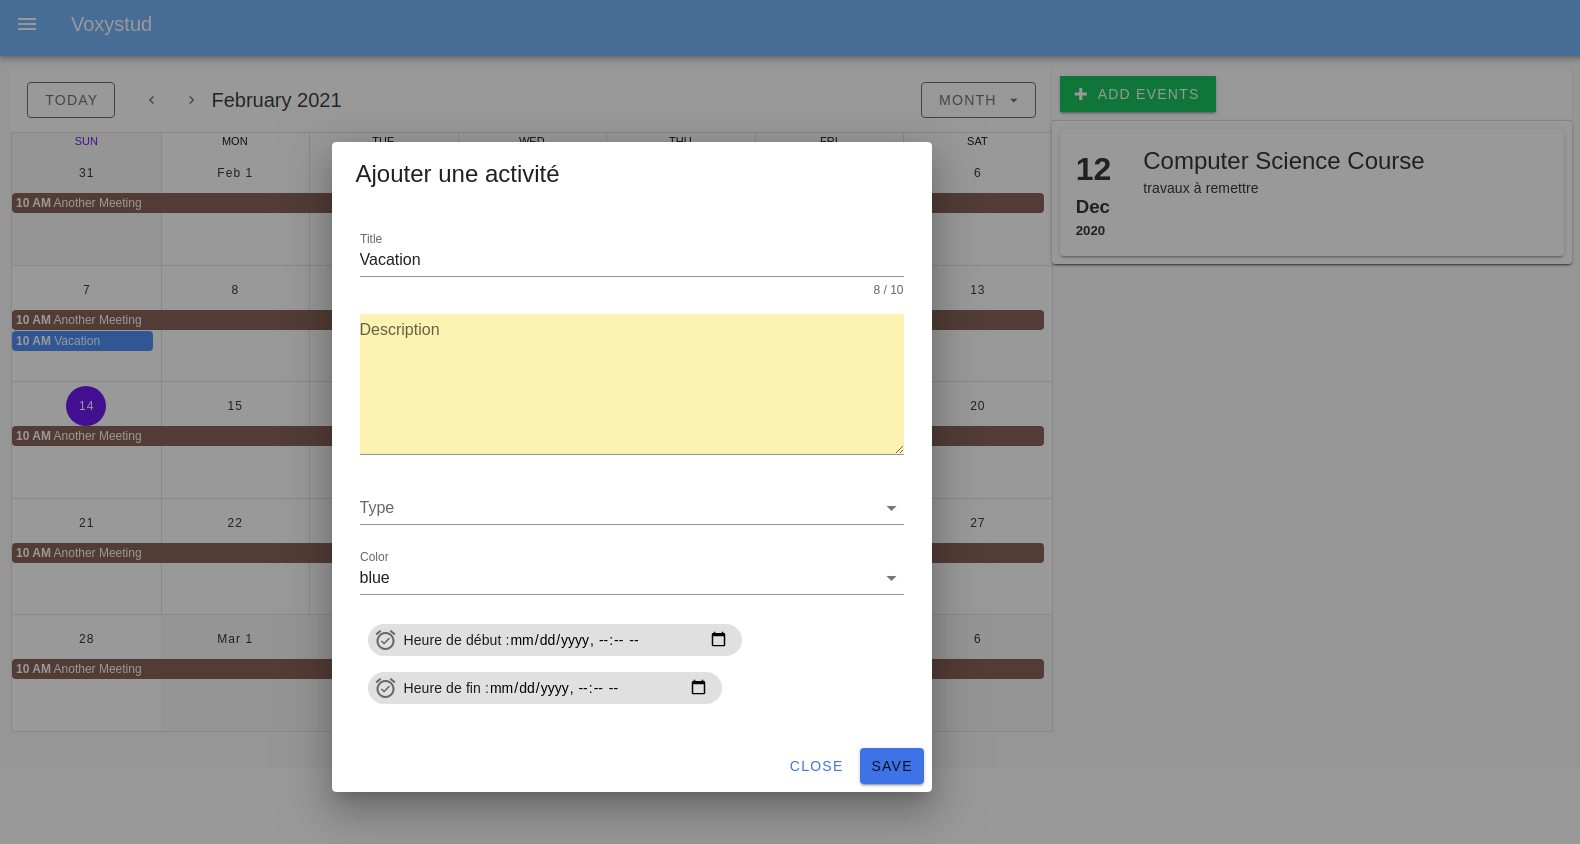 Voxystud
TODAY
February 2021
MONTH
ADD EVENTS
SUN MON TUE WED THU FRI SAT
31 Feb 1 6
10 AM Another Meeting
7 8 13
10 AM Another Meeting
10 AM Vacation
14 15 20
10 AM Another Meeting
21 22 27
10 AM Another Meeting
28 Mar 1 6
10 AM Another Meeting
12
Dec
2020
Computer Science Course
travaux à remettre
Ajouter une activité
Title
Vacation
8 / 10
Description
Type
Color
blue
Heure de début :mm/dd/yyyy, --:-- --
Heure de fin :mm/dd/yyyy, --:-- --
CLOSE SAVE